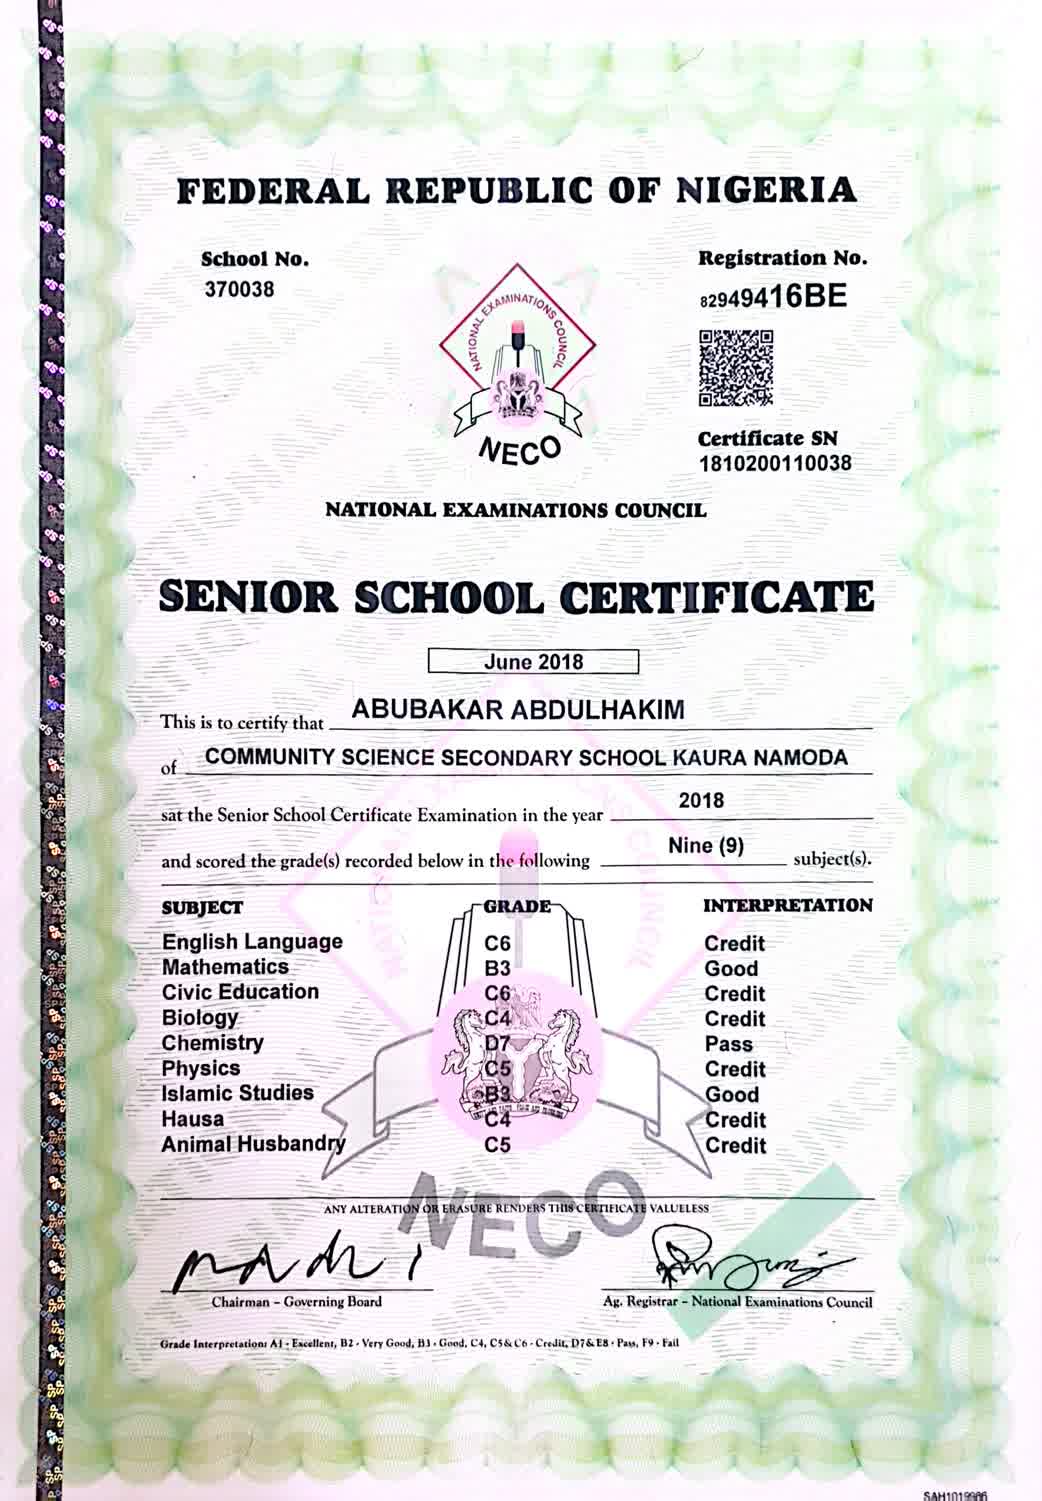 FEDERAL REPUBLIC OF NIGERIA
School No.
370038
Registration No.
82949416BE
NATIONAL EXAMINATIONS COUNCIL
NECO
Certificate SN
1810200110038
NATIONAL EXAMINATIONS COUNCIL
SENIOR SCHOOL CERTIFICATE
June 2018
This is to certify that ABUBAKAR ABDULHAKIM
of COMMUNITY SCIENCE SECONDARY SCHOOL KAURA NAMODA
sat the Senior School Certificate Examination in the year 2018
and scored the grade(s) recorded below in the following Nine (9) subject(s).
SUBJECT GRADE INTERPRETATION
English Language C6 Credit
Mathematics B3 Good
Civic Education C6 Credit
Biology C4 Credit
Chemistry D7 Pass
Physics C5 Credit
Islamic Studies B3 Good
Hausa C4 Credit
Animal Husbandry C5 Credit
NECO
ANY ALTERATION OR ERASURE RENDERS THIS CERTIFICATE VALUELESS
Chairman – Governing Board
Ag. Registrar – National Examinations Council
Grade Interpretation: A1 - Excellent, B2 - Very Good, B3 - Good, C4, C5 & C6 - Credit, D7 & E8 - Pass, F9 - Fail